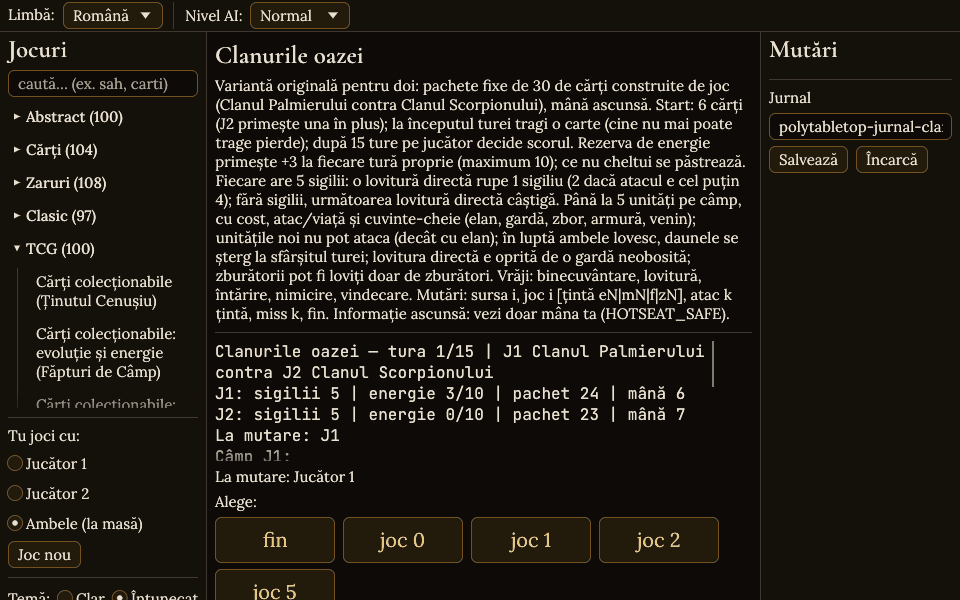 Limbă: Română ▼ Nivel AI: Normal ▼
Jocuri
caută... (ex. sah, carti)
▸ Abstract (100)
▸ Cărți (104)
▸ Zaruri (108)
▸ Clasic (97)
▾ TCG (100)
Cărți colecționabile
(Ținutul Cenușiu)
Cărți colecționabile:
evoluție și energie
(Făpturi de Câmp)
Cărți colecționabile:
Tu joci cu:
Jucător 1
Jucător 2
Ambele (la masă)
Joc nou
Temă: Clar Întunecat
Clanurile oazei
Variantă originală pentru doi: pachete fixe de 30 de cărți construite de joc
(Clanul Palmierului contra Clanul Scorpionului), mână ascunsă. Start: 6 cărți
(J2 primește una în plus); la începutul turei tragi o carte (cine nu mai poate
trage pierde); după 15 ture pe jucător decide scorul. Rezerva de energie
primește +3 la fiecare tură proprie (maximum 10); ce nu cheltui se păstrează.
Fiecare are 5 sigilii: o lovitură directă rupe 1 sigiliu (2 dacă atacul e cel puțin
4); fără sigilii, următoarea lovitură directă câștigă. Până la 5 unități pe câmp,
cu cost, atac/viață și cuvinte-cheie (elan, gardă, zbor, armură, venin);
unitățile noi nu pot ataca (decât cu elan); în luptă ambele lovesc, daunele se
șterg la sfârșitul turei; lovitura directă e oprită de o gardă neobosită;
zburătorii pot fi loviți doar de zburători. Vrăji: binecuvântare, lovitură,
întărire, nimicire, vindecare. Mutări: sursa i, joc i [țintă eN|mN|f|zN], atac k
țintă, miss k, fin. Informație ascunsă: vezi doar mâna ta (HOTSEAT_SAFE).
Clanurile oazei — tura 1/15 | J1 Clanul Palmierului
contra J2 Clanul Scorpionului
J1: sigilii 5 | energie 3/10 | pachet 24 | mână 6
J2: sigilii 5 | energie 0/10 | pachet 23 | mână 7
La mutare: J1
Câmp J1:
La mutare: Jucător 1
Alege:
fin
joc 0
joc 1
joc 2
joc 5
Mutări
Jurnal
polytabletop-jurnal-cla
Salvează
Încarcă